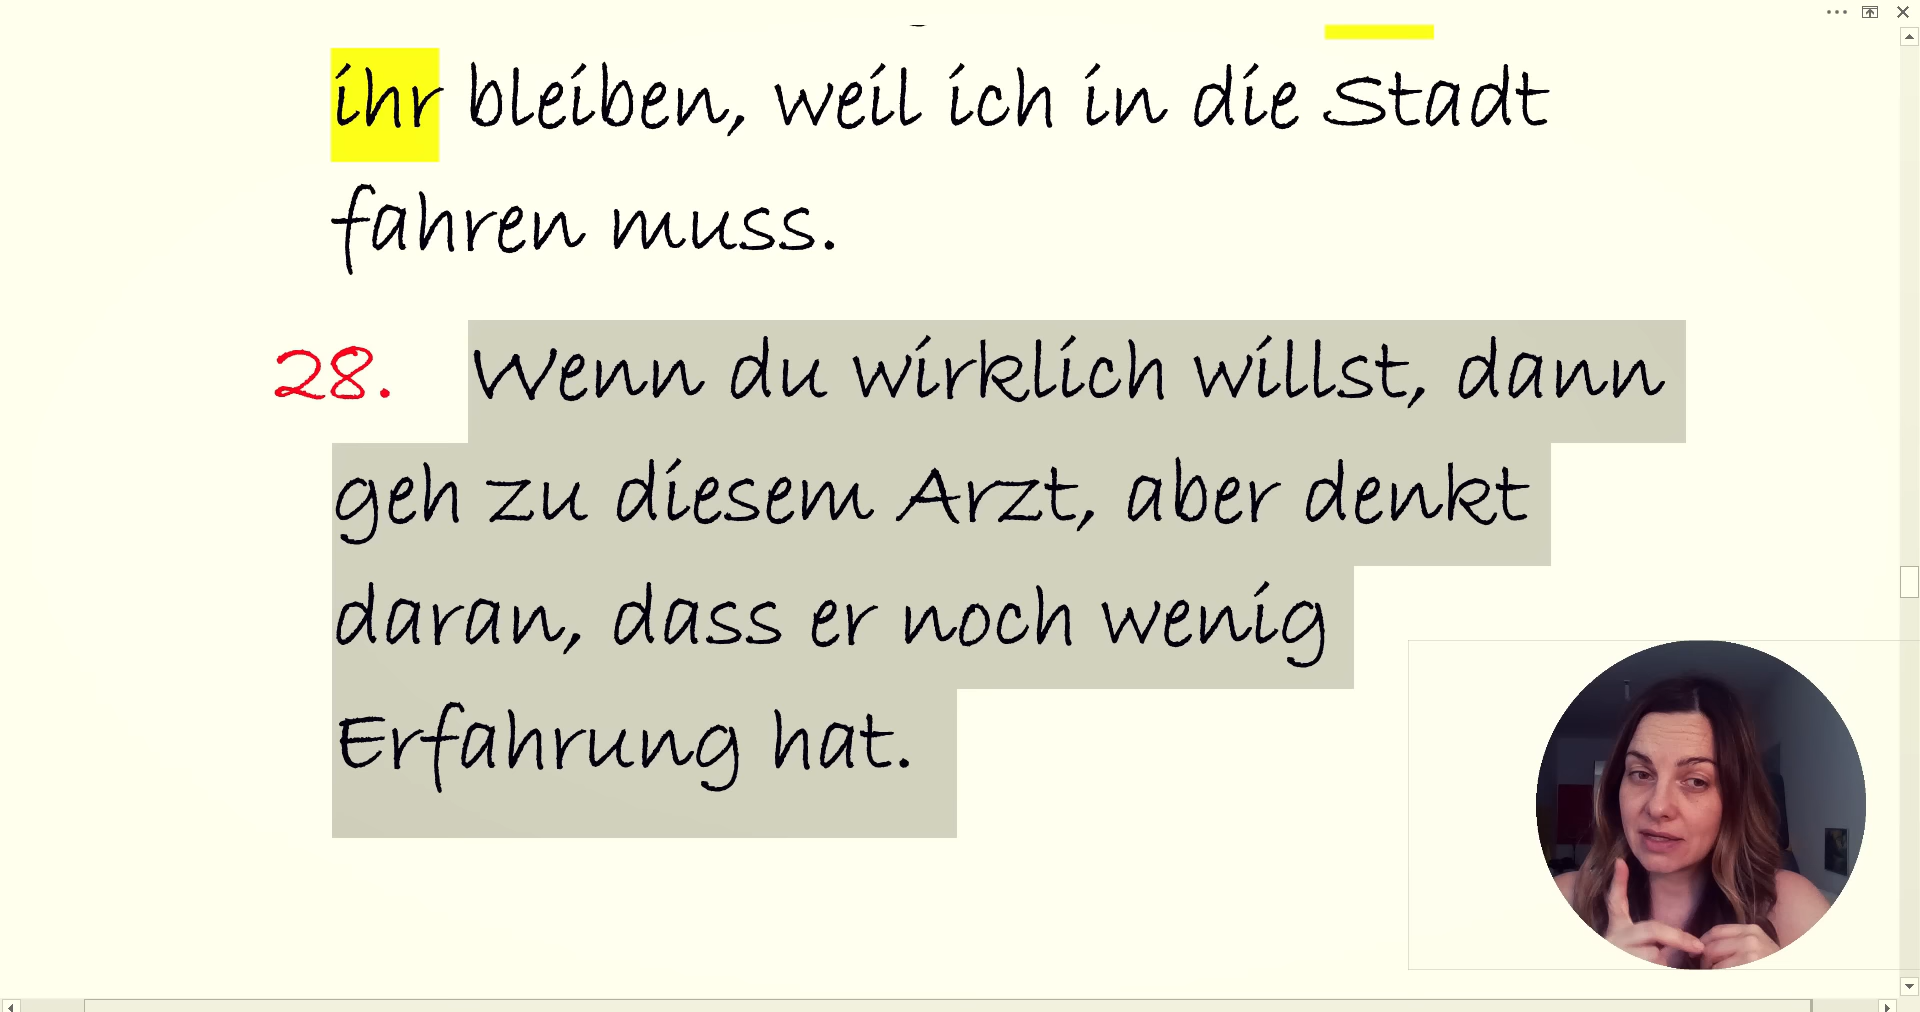 ihr bleiben, weil ich in die Stadt
fahren muss.
28. Wenn du wirklich willst, dann
geh zu diesem Arzt, aber denkt
daran, dass er noch wenig
Erfahrung hat.